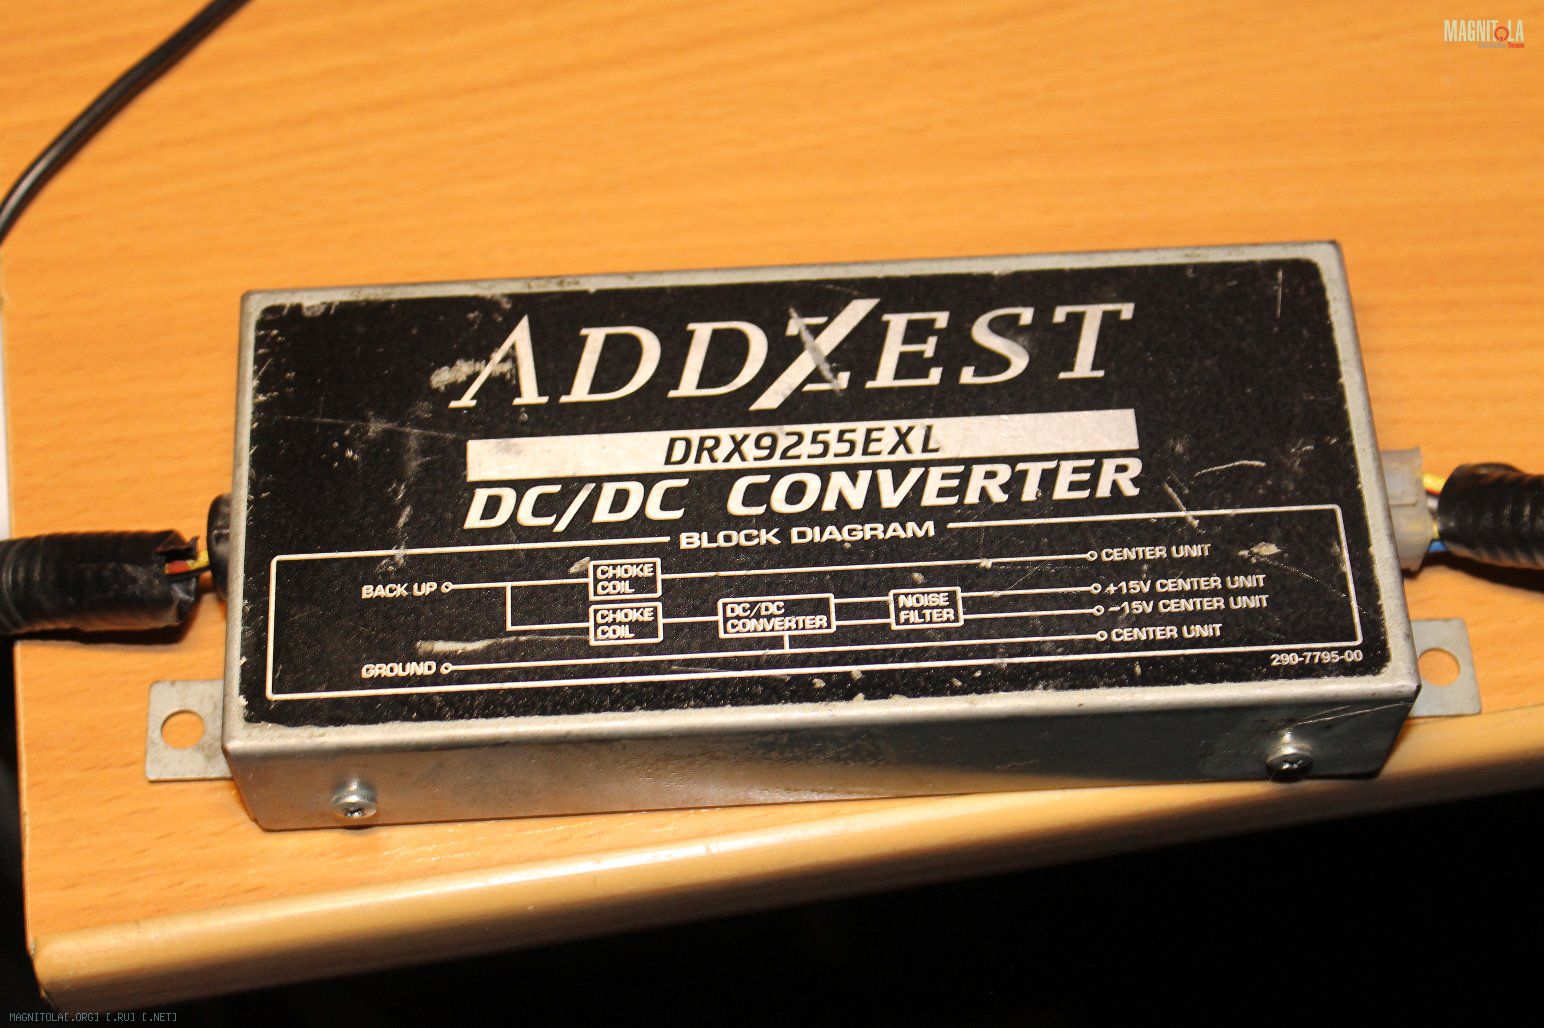 MAGNITOLA
Team
ADDZEST
DRX9255EXL
DC/DC CONVERTER
BLOCK DIAGRAM
BACK UP
CHOKE COIL
CENTER UNIT
CHOKE COIL
DC/DC CONVERTER
NOISE FILTER
+15V CENTER UNIT
-15V CENTER UNIT
GROUND
CENTER UNIT
290-7795-00
MAGNITOLA[.ORG] [.RU] [.NET]